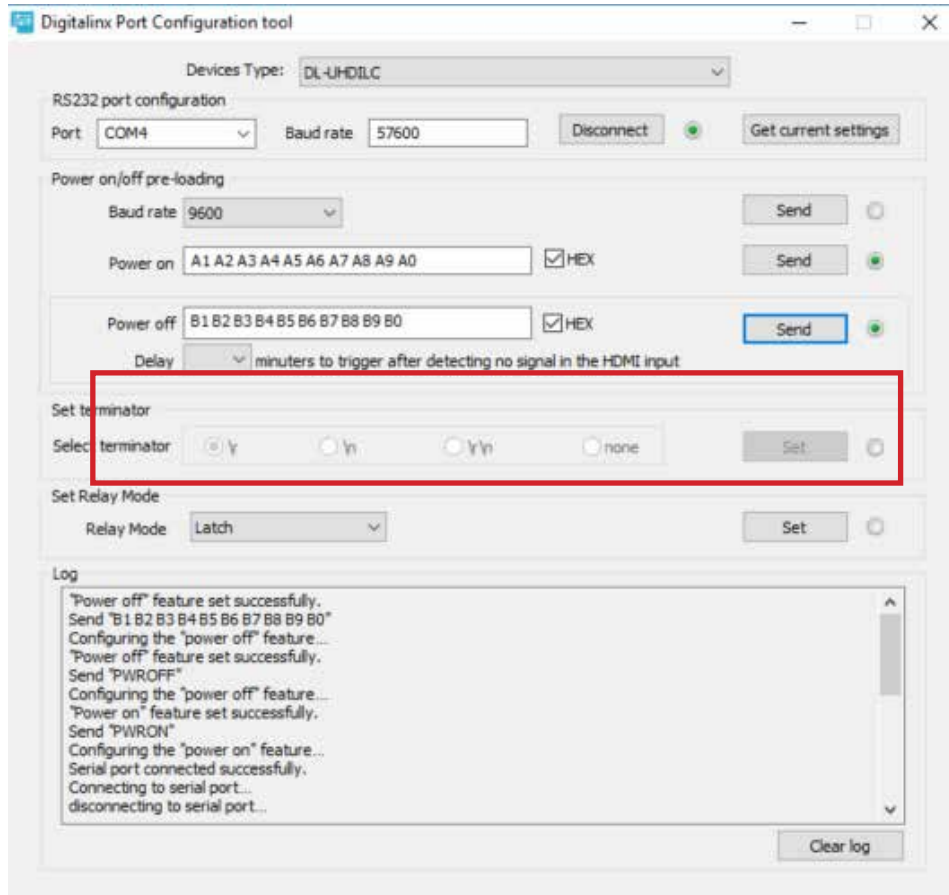 Digitalinx Port Configuration tool
Devices Type: DL-UHDILC
RS232 port configuration
Port COM4 Baud rate 57600 Disconnect Get current settings
Power on/off pre-loading
Baud rate 9600 Send
Power on A1 A2 A3 A4 A5 A6 A7 A8 A9 A0 HEX Send
Power off B1 B2 B3 B4 B5 B6 B7 B8 B9 B0 HEX Send
Delay minuters to trigger after detecting no signal in the HDMI input
Set terminator
Select terminator \r \n \r\n none Set
Set Relay Mode
Relay Mode Latch Set
Log
"Power off" feature set successfully.
Send "B1 B2 B3 B4 B5 B6 B7 B8 B9 B0"
Configuring the "power off" feature...
"Power off" feature set successfully.
Send "PWROFF"
Configuring the "power off" feature...
"Power on" feature set successfully.
Send "PWRON"
Configuring the "power on" feature...
Serial port connected successfully.
Connecting to serial port...
disconnecting to serial port...
Clear log